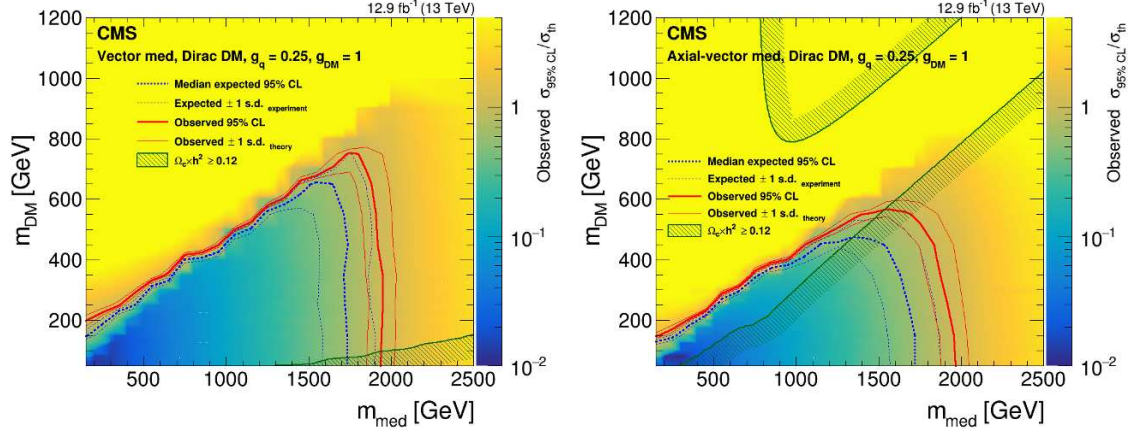 12.9 fb⁻¹ (13 TeV)
CMS
Vector med, Dirac DM, g_q = 0.25, g_DM = 1
Median expected 95% CL
Expected ± 1 s.d. experiment
Observed 95% CL
Observed ± 1 s.d. theory
Ω_c×h² ≥ 0.12
m_DM [GeV]
1200
1000
800
600
400
200
500 1000 1500 2000 2500
m_med [GeV]
1
10⁻¹
10⁻²
Observed σ_95% CL/σ_th
12.9 fb⁻¹ (13 TeV)
CMS
Axial-vector med, Dirac DM, g_q = 0.25, g_DM = 1
Median expected 95% CL
Expected ± 1 s.d. experiment
Observed 95% CL
Observed ± 1 s.d. theory
Ω_c×h² ≥ 0.12
m_DM [GeV]
1200
1000
800
600
400
200
500 1000 1500 2000 2500
m_med [GeV]
1
10⁻¹
10⁻²
Observed σ_95% CL/σ_th